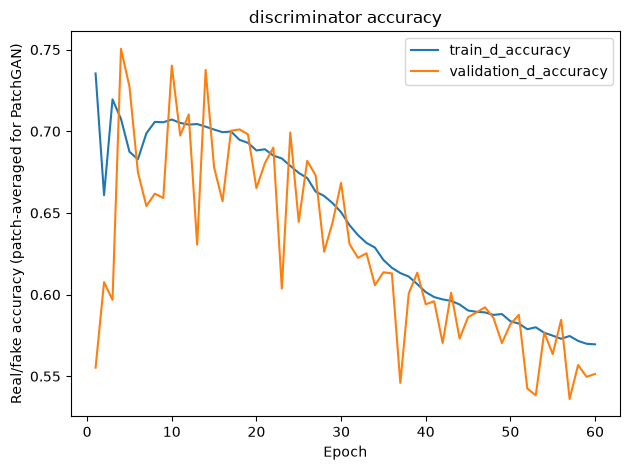 discriminator accuracy
Real/fake accuracy (patch-averaged for PatchGAN)
0.75
0.70
0.65
0.60
0.55
train_d_accuracy
validation_d_accuracy
0 10 20 30 40 50 60
Epoch